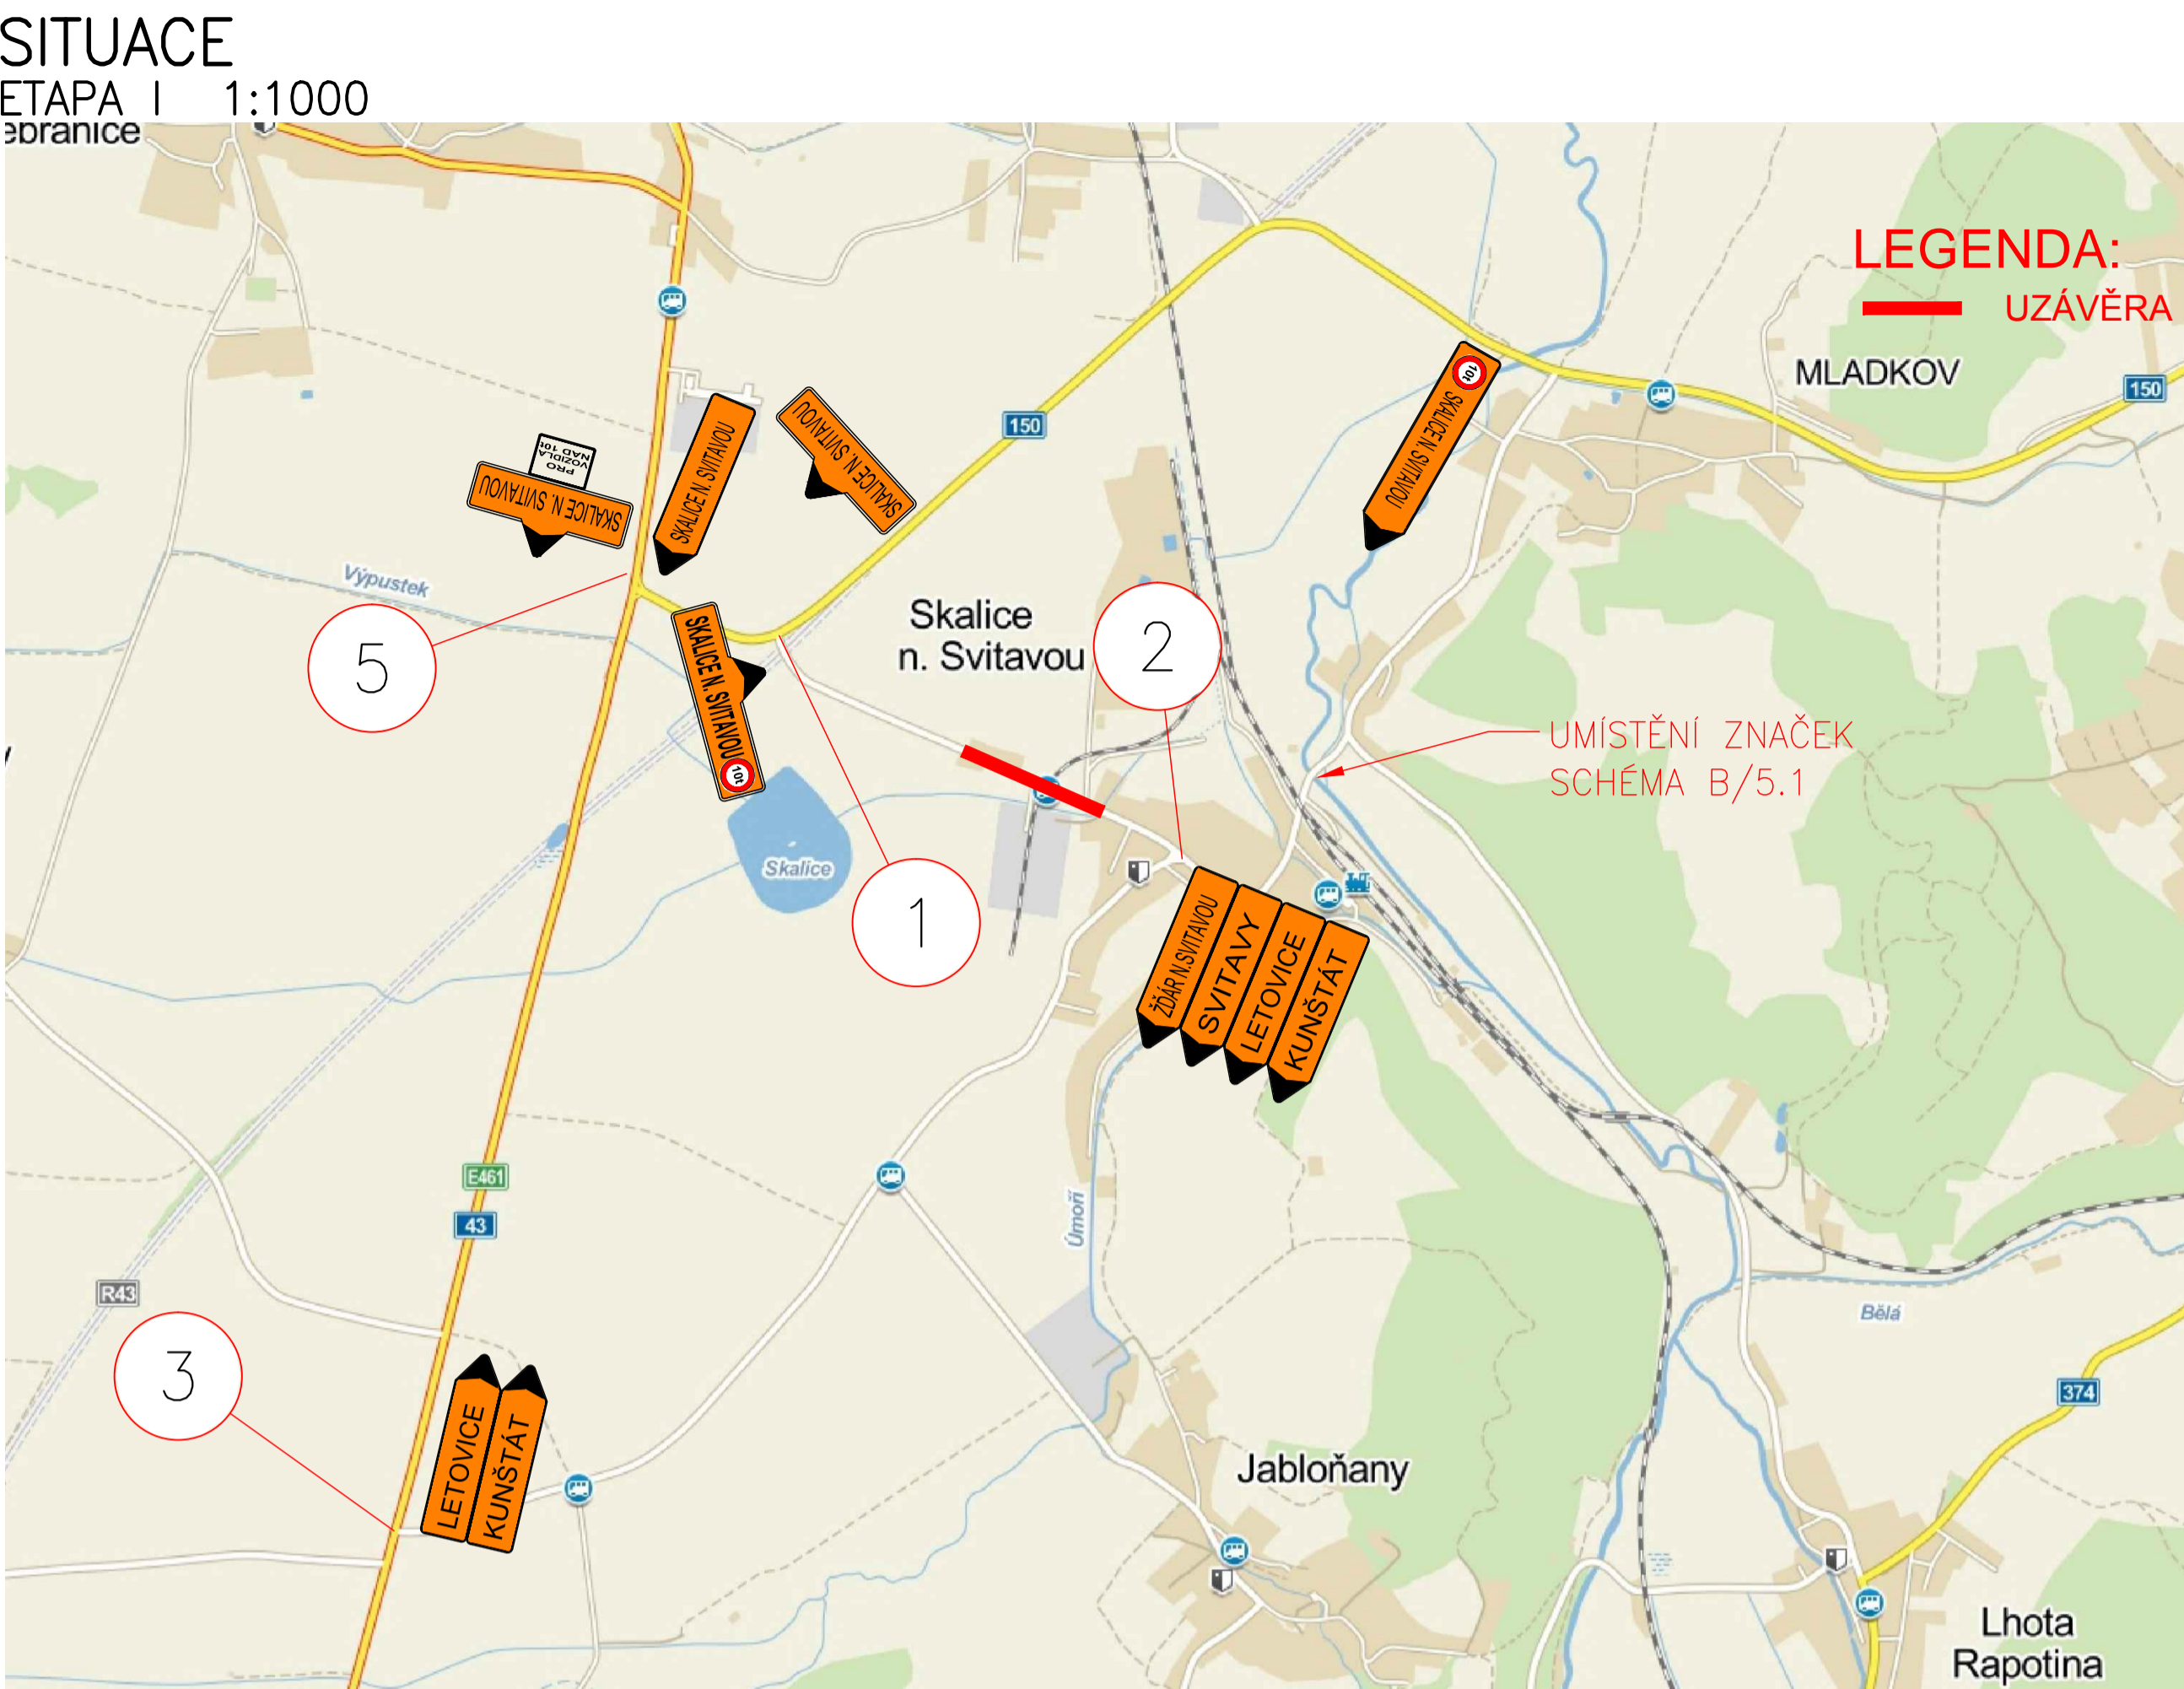 SITUACE
ETAPA I 1:1000
ebranice
LEGENDA:
UZÁVĚRA
MLADKOV
150
150
10t
SKALICE N. SVITAVOU
SKALICE N. SVITAVOU
SKALICE N. SVITAVOU
PRO
VOZIDLA
NAD 10t
SKALICE N. SVITAVOU
Výpustek
5
SKALICE N. SVITAVOU
10t
Skalice
n. Svitavou
2
UMÍSTĚNÍ ZNAČEK
SCHÉMA B/5.1
Skalice
1
ŽĎÁR N.SVITAVOU
SVITAVY
LETOVICE
KUNŠTÁT
E461
43
Úmoří
R43
Bělá
3
LETOVICE
KUNŠTÁT
374
Jabloňany
Lhota
Rapotina